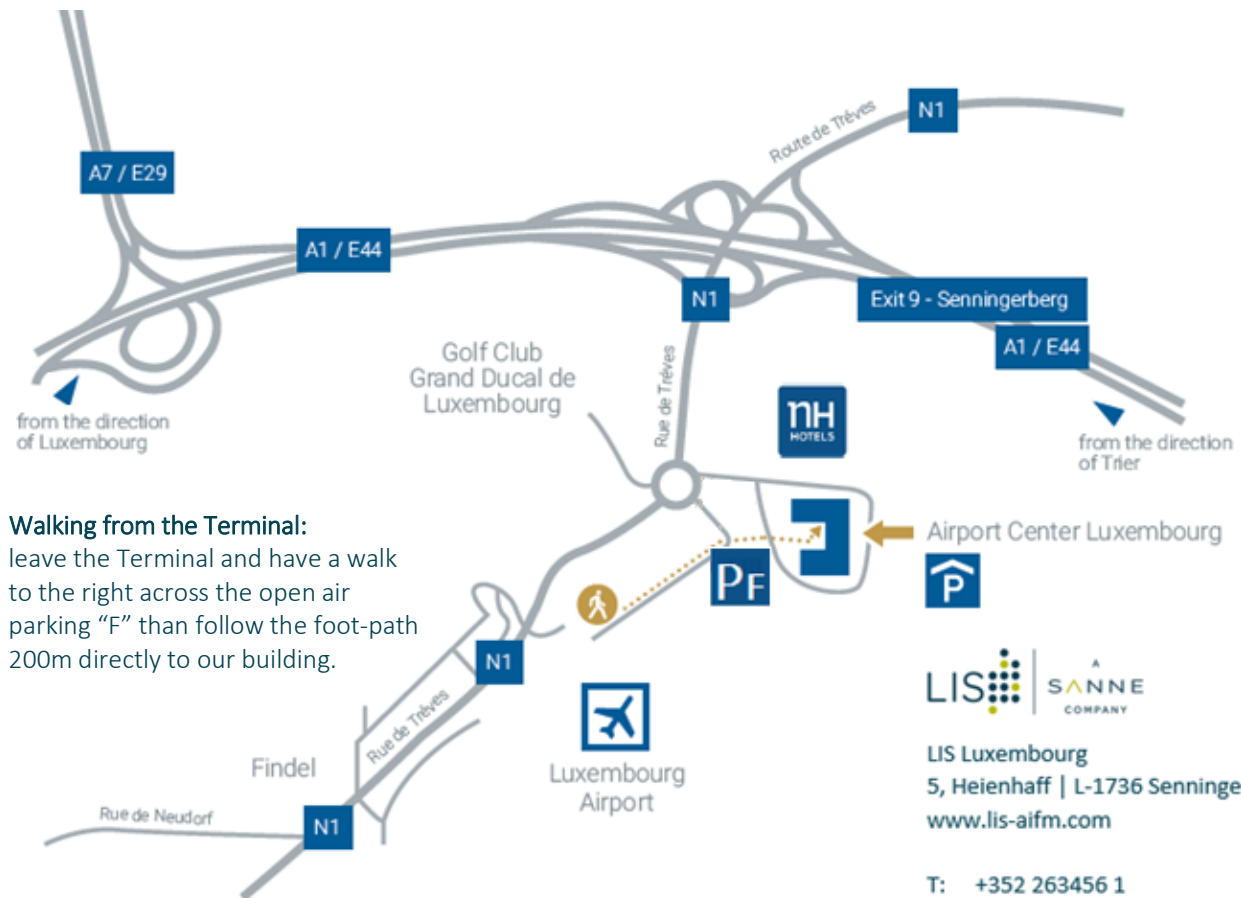 N1
Route de Tréves
A7 / E29
A1 / E44
N1
Exit 9 - Senningerberg
A1 / E44
Golf Club
Grand Ducal de
Luxembourg
Rue de Tréves
nH
HOTELS
from the direction
of Luxembourg
from the direction
of Trier
Walking from the Terminal:
leave the Terminal and have a walk
to the right across the open air
parking “F” than follow the foot-path
200m directly to our building.
Airport Center Luxembourg
PF
P
N1
Rue de Tréves
Luxembourg
Airport
Findel
Rue de Neudorf
N1
LIS
A
SANNE
COMPANY
LIS Luxembourg
5, Heienhaff | L-1736 Senninge
www.lis-aifm.com
T: +352 263456 1